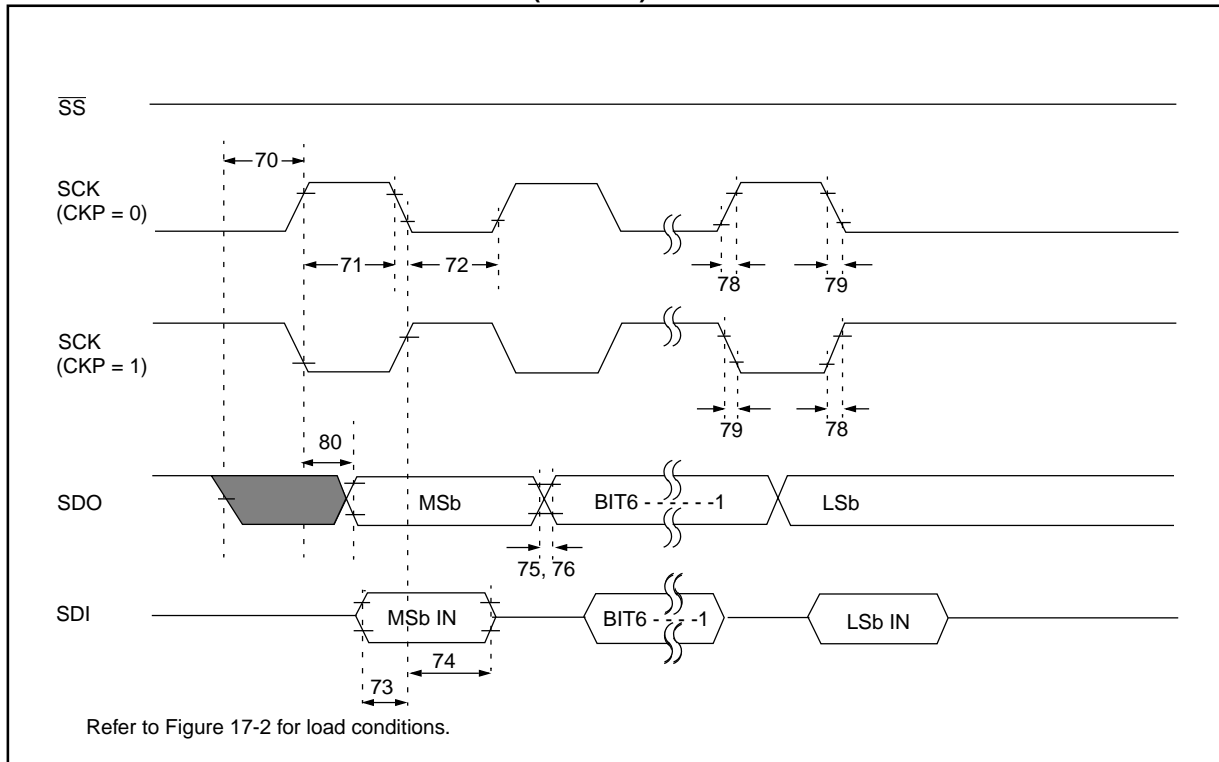 SS
70
SCK
(CKP = 0)
71
72
78
79
SCK
(CKP = 1)
79
78
80
SDO
MSb
BIT6 - - - - - -1
LSb
75, 76
SDI
MSb IN
BIT6 - - - -1
LSb IN
74
73
Refer to Figure 17-2 for load conditions.